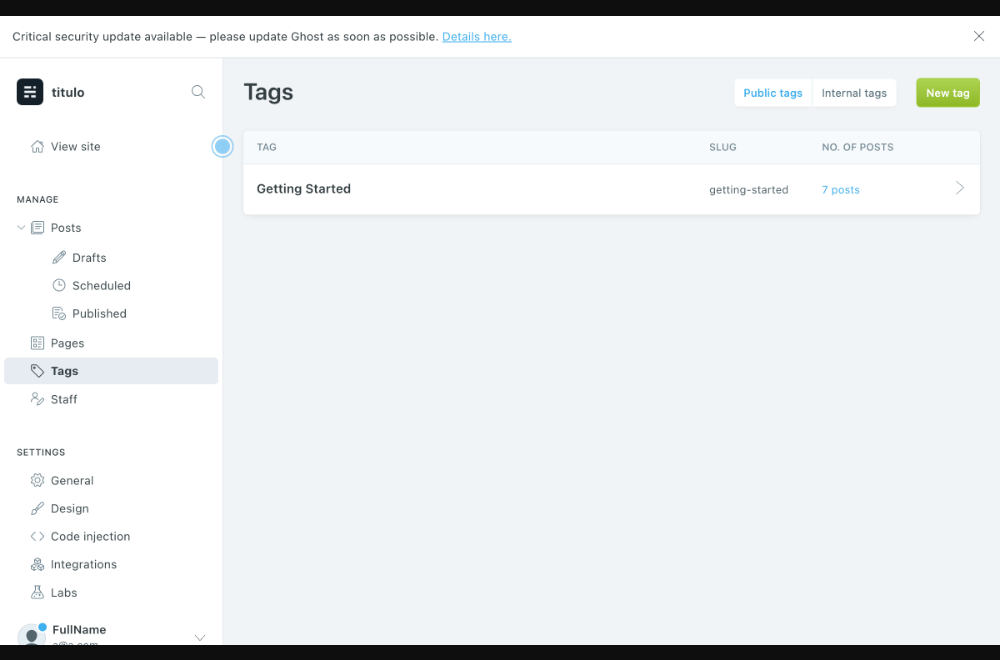 Critical security update available — please update Ghost as soon as possible. Details here.
titulo
View site
MANAGE
Posts
Drafts
Scheduled
Published
Pages
Tags
Staff
SETTINGS
General
Design
Code injection
Integrations
Labs
FullName
Tags
Public tags
Internal tags
New tag
TAG SLUG NO. OF POSTS
Getting Started getting-started 7 posts